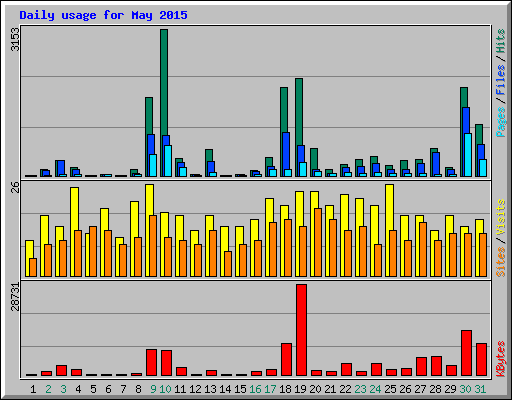 Daily usage for May 2015
3153
Pages / Files / Hits
26
Sites / Visits
28731
KBytes
1 2 3 4 5 6 7 8 9 10 11 12 13 14 15 16 17 18 19 20 21 22 23 24 25 26 27 28 29 30 31